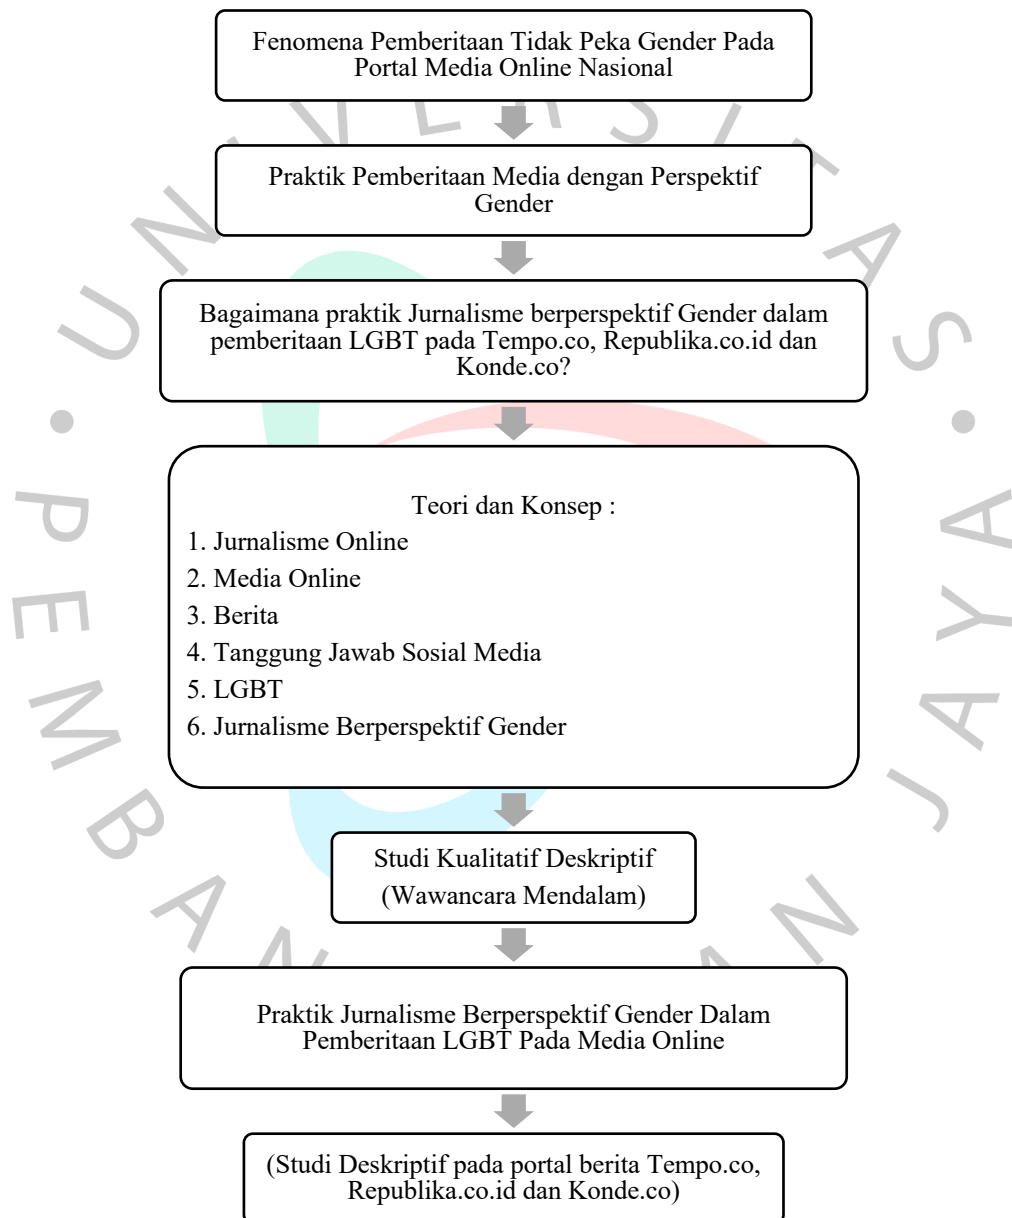 Fenomena Pemberitaan Tidak Peka Gender Pada
Portal Media Online Nasional
Praktik Pemberitaan Media dengan Perspektif
Gender
Bagaimana praktik Jurnalisme berperspektif Gender dalam
pemberitaan LGBT pada Tempo.co, Republika.co.id dan
Konde.co?
Teori dan Konsep :
1. Jurnalisme Online
2. Media Online
3. Berita
4. Tanggung Jawab Sosial Media
5. LGBT
6. Jurnalisme Berperspektif Gender
Studi Kualitatif Deskriptif
(Wawancara Mendalam)
Praktik Jurnalisme Berperspektif Gender Dalam
Pemberitaan LGBT Pada Media Online
(Studi Deskriptif pada portal berita Tempo.co,
Republika.co.id dan Konde.co)
UNIVERSITAS
PEMBANGUNAN JAYA